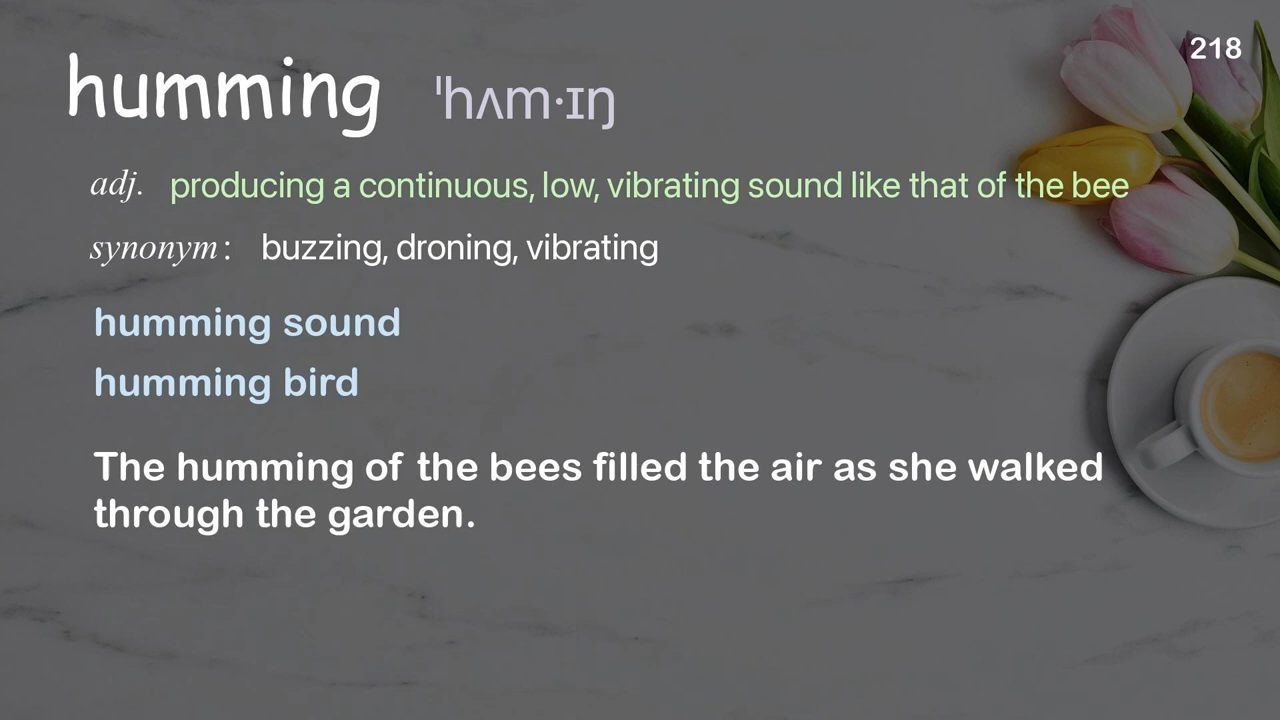 218
humming ˈhʌm·ɪŋ
adj. producing a continuous, low, vibrating sound like that of the bee
synonym: buzzing, droning, vibrating
humming sound
humming bird
The humming of the bees filled the air as she walked
through the garden.